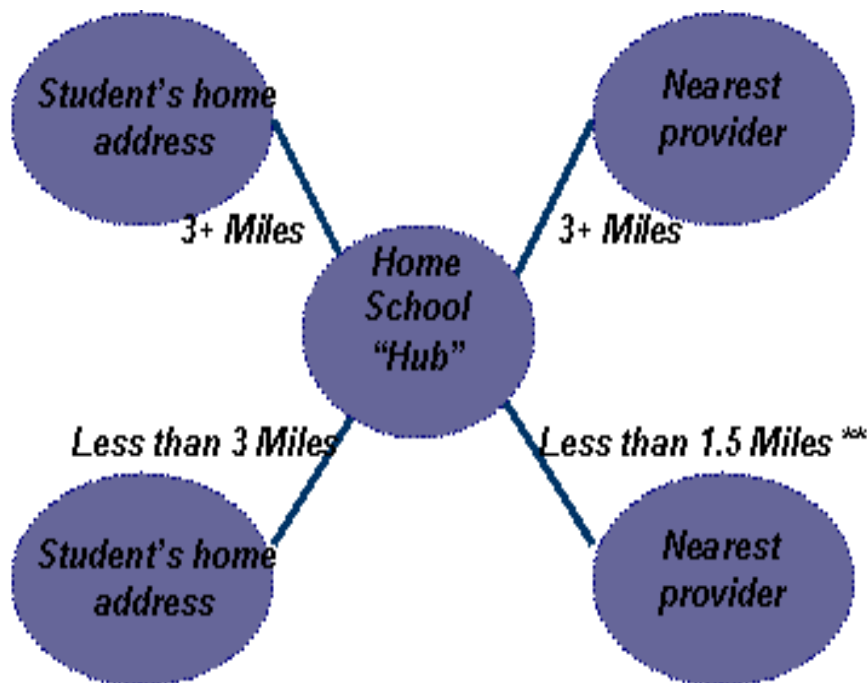 Student’s home
address
Nearest
provider
3+ Miles
3+ Miles
Home
School
“Hub”
Less than 3 Miles
Less than 1.5 Miles **
Student’s home
address
Nearest
provider